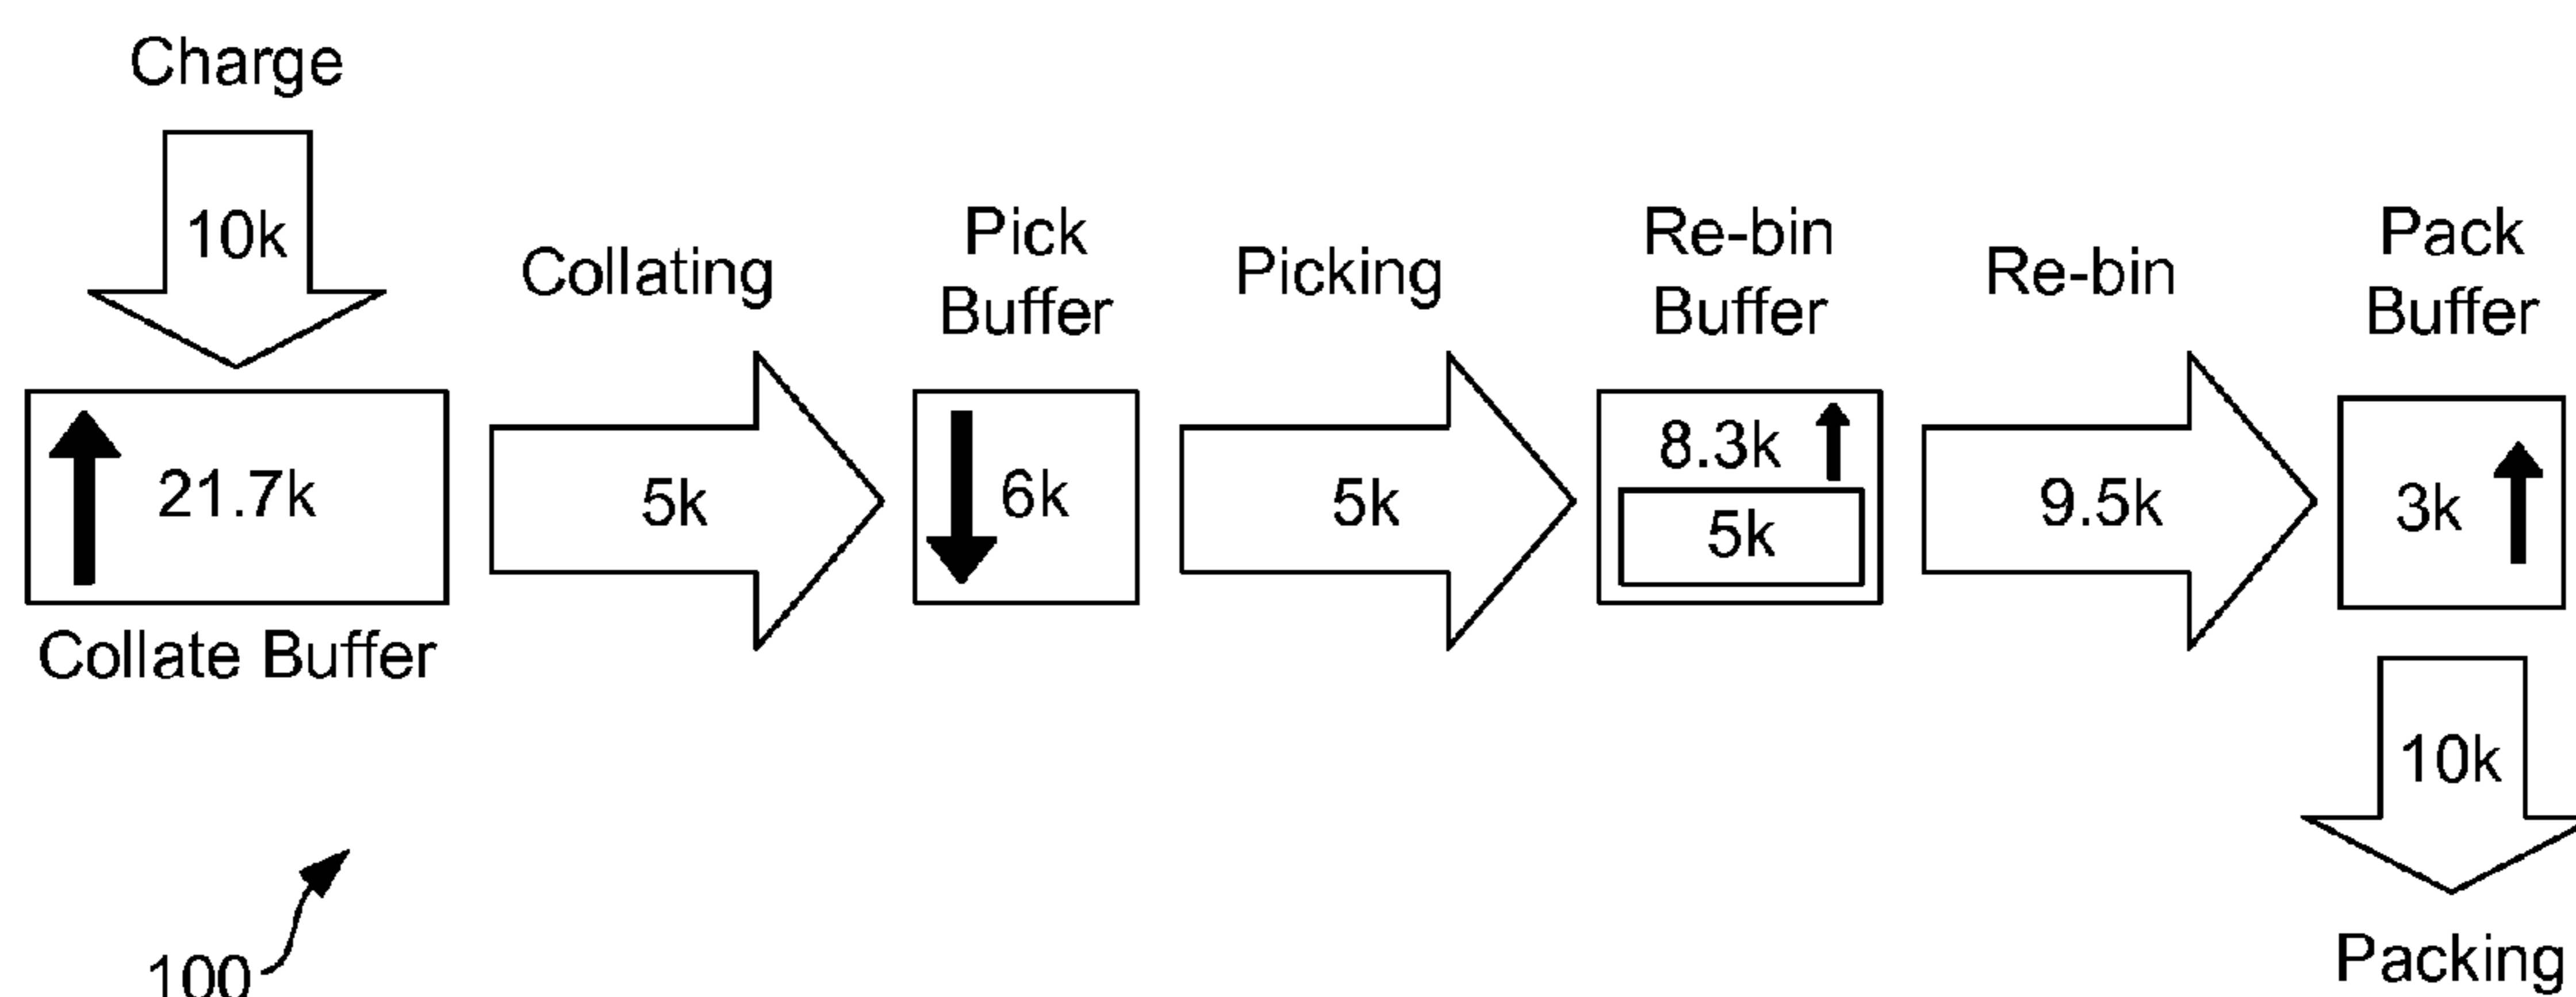 Charge
10k
21.7k
Collate Buffer
Collating
5k
Pick
Buffer
6k
Picking
5k
Re-bin
Buffer
8.3k
5k
Re-bin
9.5k
Pack
Buffer
3k
10k
Packing
100